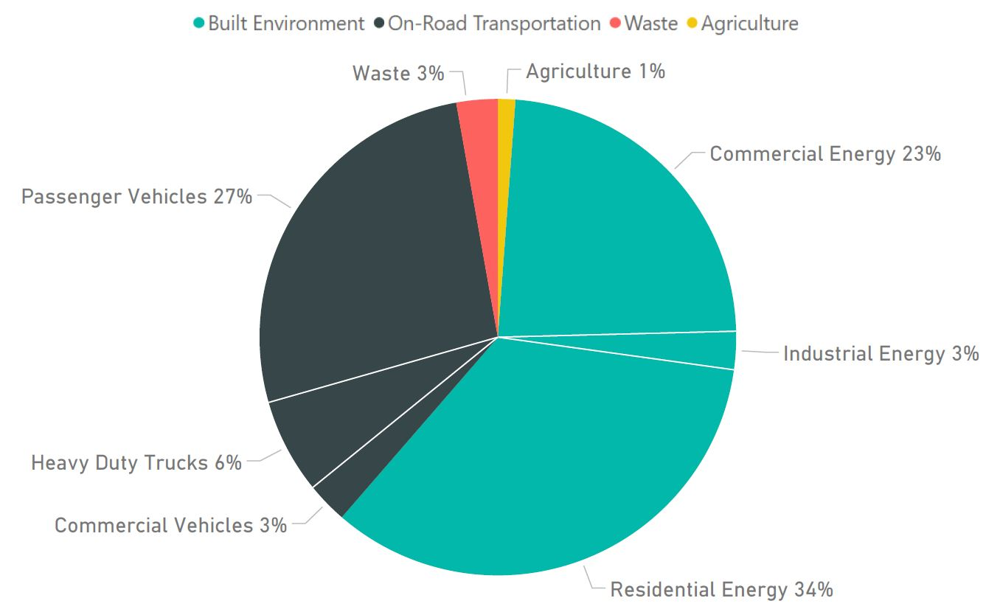 Built Environment On-Road Transportation Waste Agriculture
Waste 3%
Agriculture 1%
Commercial Energy 23%
Passenger Vehicles 27%
Industrial Energy 3%
Heavy Duty Trucks 6%
Commercial Vehicles 3%
Residential Energy 34%